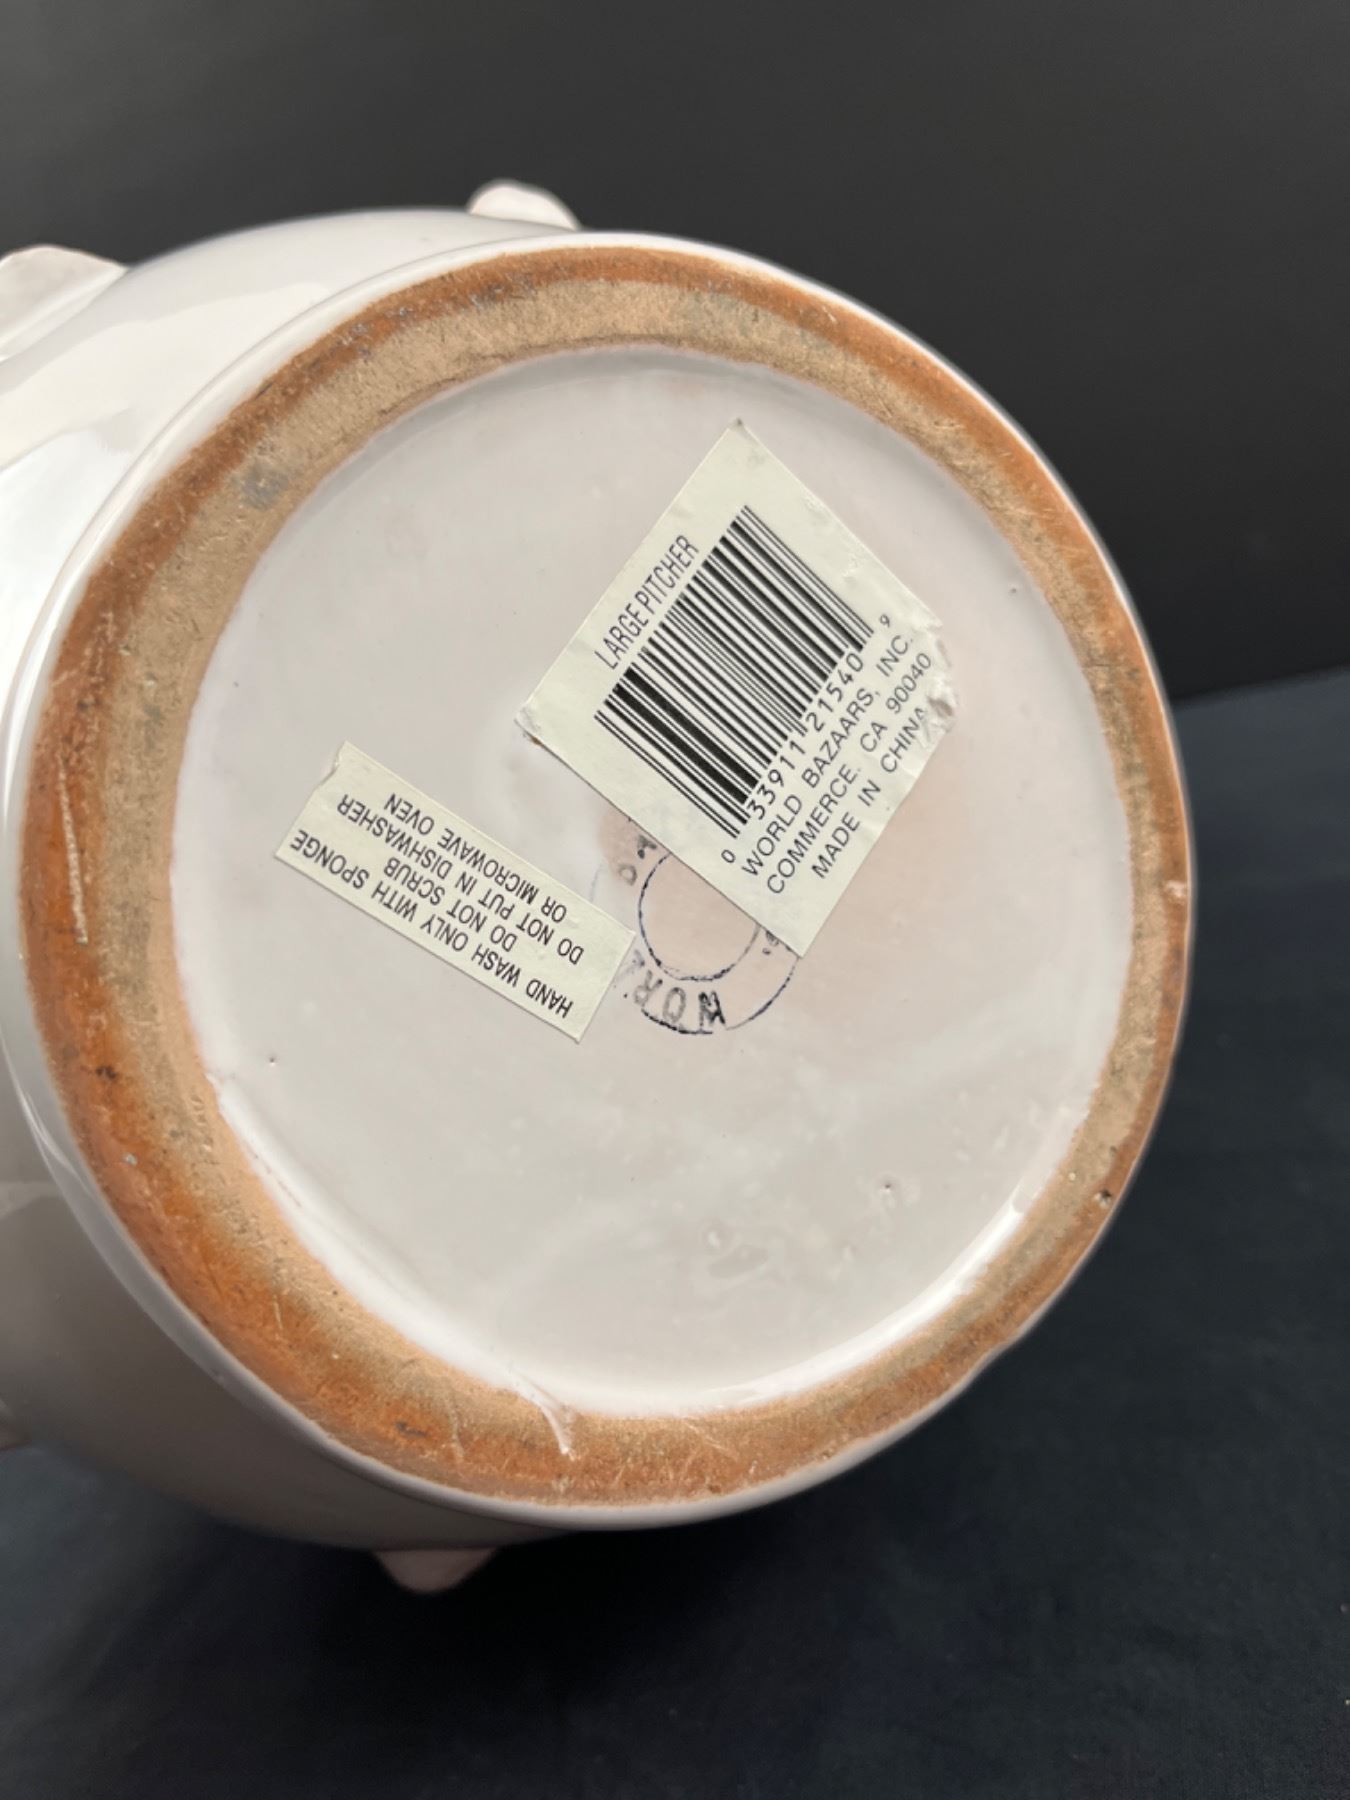 LARGE PITCHER
0 33911 21540 9
WORLD BAZAARS, INC.
COMMERCE, CA 90040
MADE IN CHINA
HAND WASH ONLY WITH SPONGE
DO NOT SCRUB
DO NOT PUT IN DISHWASHER
OR MICROWAVE OVEN